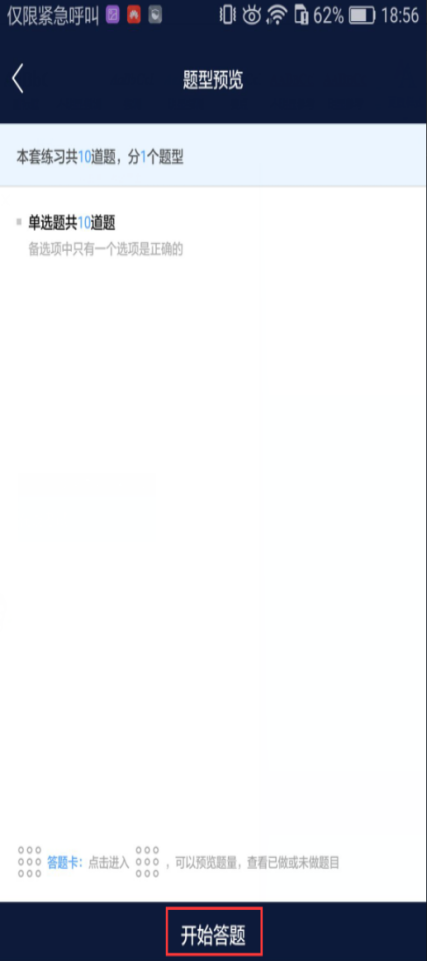 仅限紧急呼叫 62% 18:56
题型预览
本套练习共10道题，分1个题型
单选题共10道题
备选项中只有一个选项是正确的
答题卡：点击进入 ，可以预览题量，查看已做或未做题目
开始答题